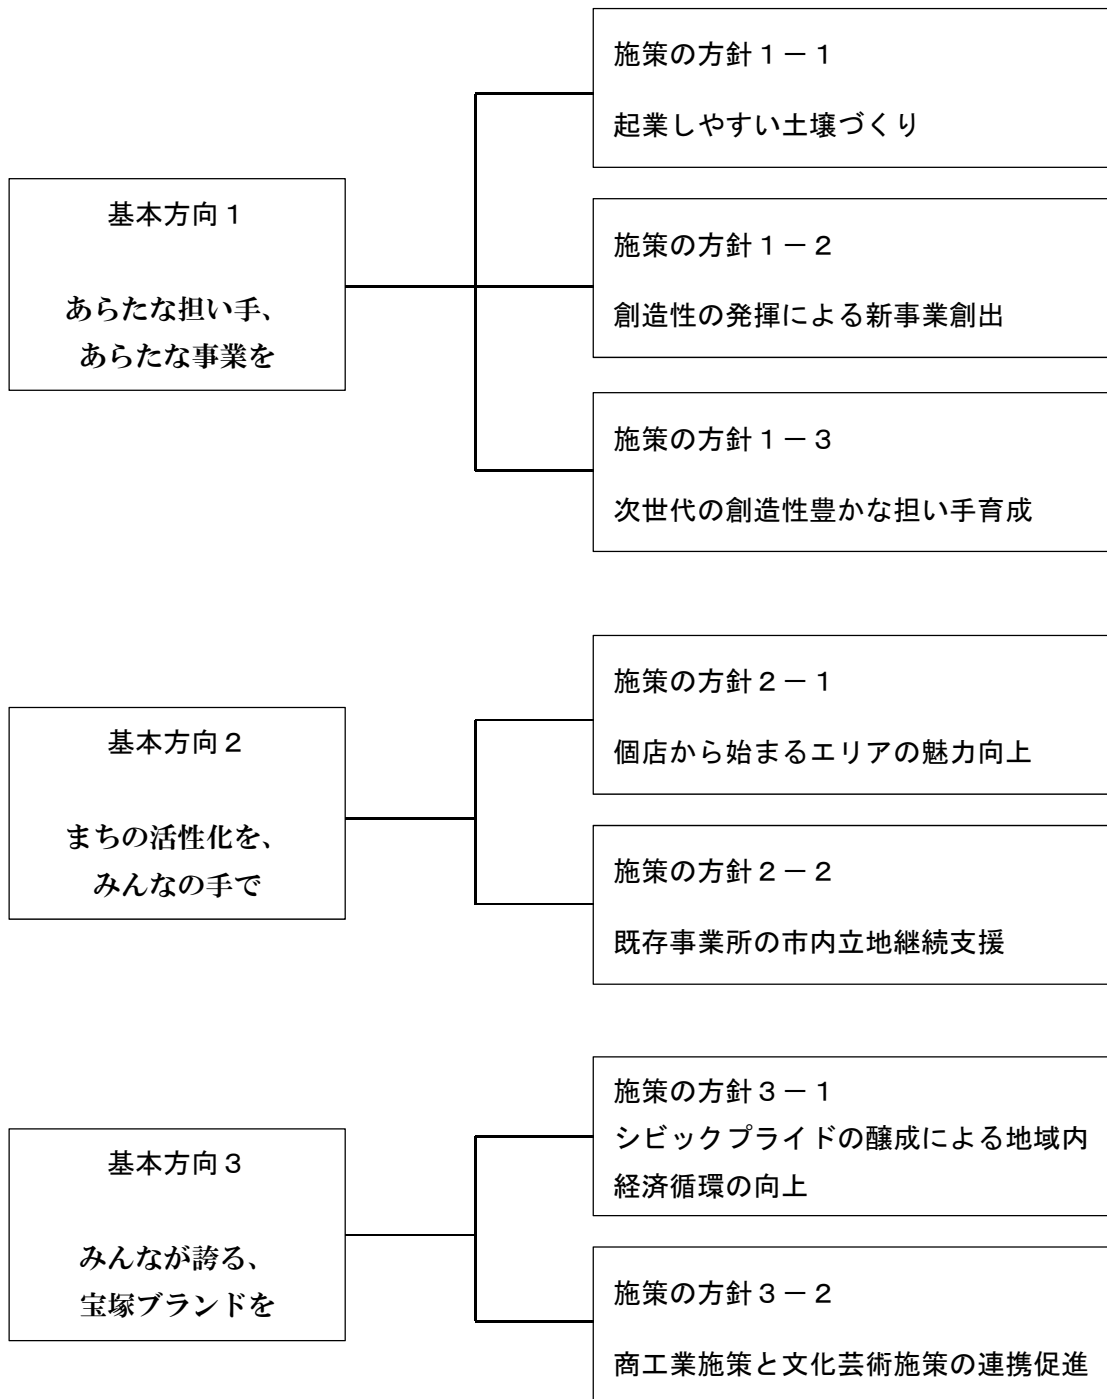 基本方向１
あらたな担い手、
あらたな事業を
施策の方針１－１
起業しやすい土壌づくり
施策の方針１－２
創造性の発揮による新事業創出
施策の方針１－３
次世代の創造性豊かな担い手育成
基本方向２
まちの活性化を、
みんなの手で
施策の方針２－１
個店から始まるエリアの魅力向上
施策の方針２－２
既存事業所の市内立地継続支援
基本方向３
みんなが誇る、
宝塚ブランドを
施策の方針３－１
シビックプライドの醸成による地域内
経済循環の向上
施策の方針３－２
商工業施策と文化芸術施策の連携促進